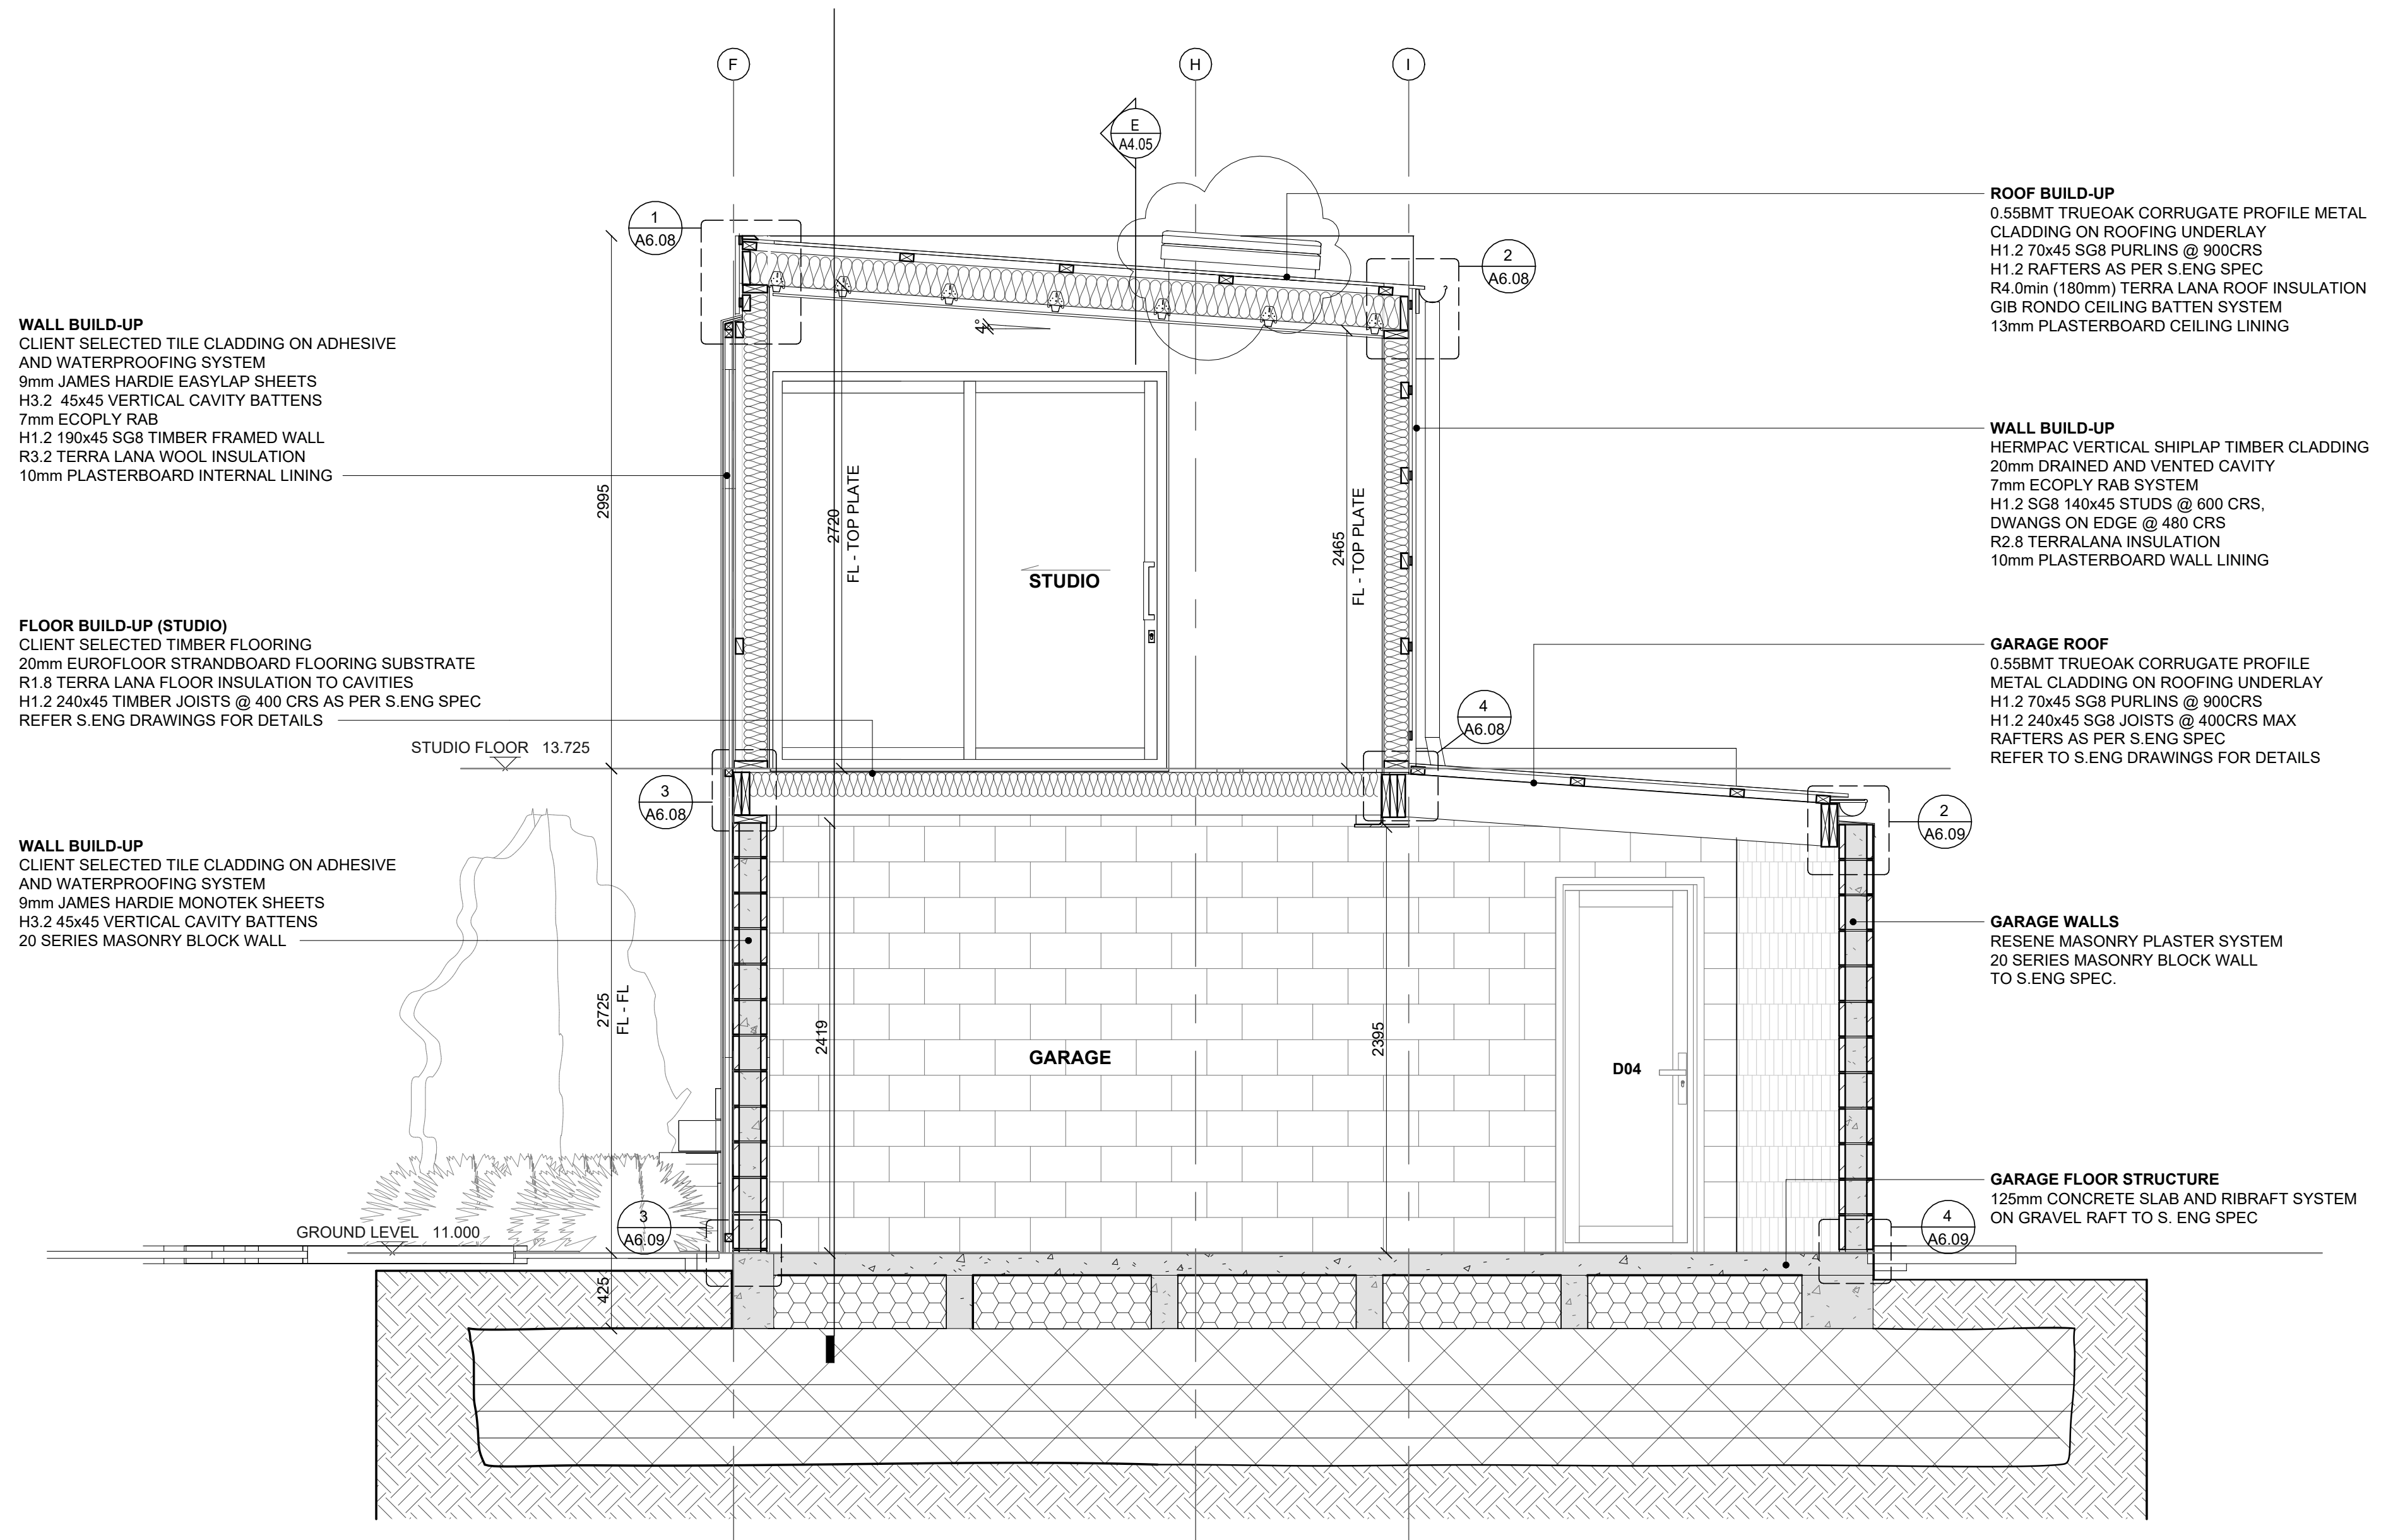 F
H
I
E
A4.05
1
A6.08
2
A6.08
ROOF BUILD-UP
0.55BMT TRUEOAK CORRUGATE PROFILE METAL
CLADDING ON ROOFING UNDERLAY
H1.2 70x45 SG8 PURLINS @ 900CRS
H1.2 RAFTERS AS PER S.ENG SPEC
R4.0min (180mm) TERRA LANA ROOF INSULATION
GIB RONDO CEILING BATTEN SYSTEM
13mm PLASTERBOARD CEILING LINING
WALL BUILD-UP
CLIENT SELECTED TILE CLADDING ON ADHESIVE
AND WATERPROOFING SYSTEM
9mm JAMES HARDIE EASYLAP SHEETS
H3.2  45x45 VERTICAL CAVITY BATTENS
7mm ECOPLY RAB
H1.2 190x45 SG8 TIMBER FRAMED WALL
R3.2 TERRA LANA WOOL INSULATION
10mm PLASTERBOARD INTERNAL LINING
4°
2995
2720
FL - TOP PLATE
STUDIO
2465
FL - TOP PLATE
WALL BUILD-UP
HERMPAC VERTICAL SHIPLAP TIMBER CLADDING
20mm DRAINED AND VENTED CAVITY
7mm ECOPLY RAB SYSTEM
H1.2 SG8 140x45 STUDS @ 600 CRS,
DWANGS ON EDGE @ 480 CRS
R2.8 TERRALANA INSULATION
10mm PLASTERBOARD WALL LINING
FLOOR BUILD-UP (STUDIO)
CLIENT SELECTED TIMBER FLOORING
20mm EUROFLOOR STRANDBOARD FLOORING SUBSTRATE
R1.8 TERRA LANA FLOOR INSULATION TO CAVITIES
H1.2 240x45 TIMBER JOISTS @ 400 CRS AS PER S.ENG SPEC
REFER S.ENG DRAWINGS FOR DETAILS
STUDIO FLOOR   13.725
4
A6.08
GARAGE ROOF
0.55BMT TRUEOAK CORRUGATE PROFILE
METAL CLADDING ON ROOFING UNDERLAY
H1.2 70x45 SG8 PURLINS @ 900CRS
H1.2 240x45 SG8 JOISTS @ 400CRS MAX
RAFTERS AS PER S.ENG SPEC
REFER TO S.ENG DRAWINGS FOR DETAILS
3
A6.08
2
A6.09
WALL BUILD-UP
CLIENT SELECTED TILE CLADDING ON ADHESIVE
AND WATERPROOFING SYSTEM
9mm JAMES HARDIE MONOTEK SHEETS
H3.2 45x45 VERTICAL CAVITY BATTENS
20 SERIES MASONRY BLOCK WALL
2725
FL - FL
2419
GARAGE
2395
D04
GARAGE WALLS
RESENE MASONRY PLASTER SYSTEM
20 SERIES MASONRY BLOCK WALL
TO S.ENG SPEC.
GROUND LEVEL   11.000
3
A6.09
4
A6.09
GARAGE FLOOR STRUCTURE
125mm CONCRETE SLAB AND RIBRAFT SYSTEM
ON GRAVEL RAFT TO S. ENG SPEC
425